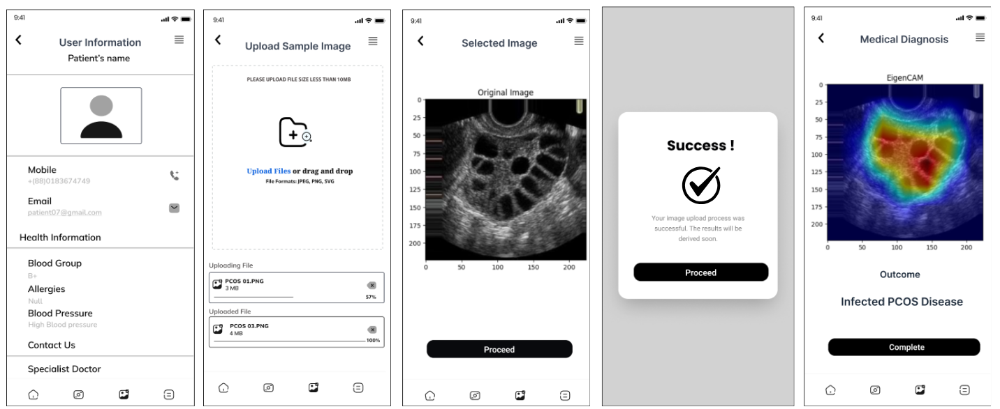 9:41
User Information
Patient's name
Mobile
+(88)0183674749
Email
patient07@gmail.com
Health Information
Blood Group
B+
Allergies
Null
Blood Pressure
High Blood pressure
Contact Us
Specialist Doctor
9:41
Upload Sample Image
PLEASE UPLOAD FILE SIZE LESS THAN 10MB
Upload Files or drag and drop
File Formats: JPEG, PNG, SVG
Uploading File
PCOS 01.PNG
3 MB
57%
Uploaded File
PCOS 03.PNG
4 MB
100%
9:41
Selected Image
Original Image
0
25
50
75
100
125
150
175
200
0 50 100 150 200
Proceed
Success !
Your image upload process was
successful. The results will be
derived soon.
Proceed
9:41
Medical Diagnosis
EigenCAM
0
25
50
75
100
125
150
175
200
0 50 100 150 200
Outcome
Infected PCOS Disease
Complete